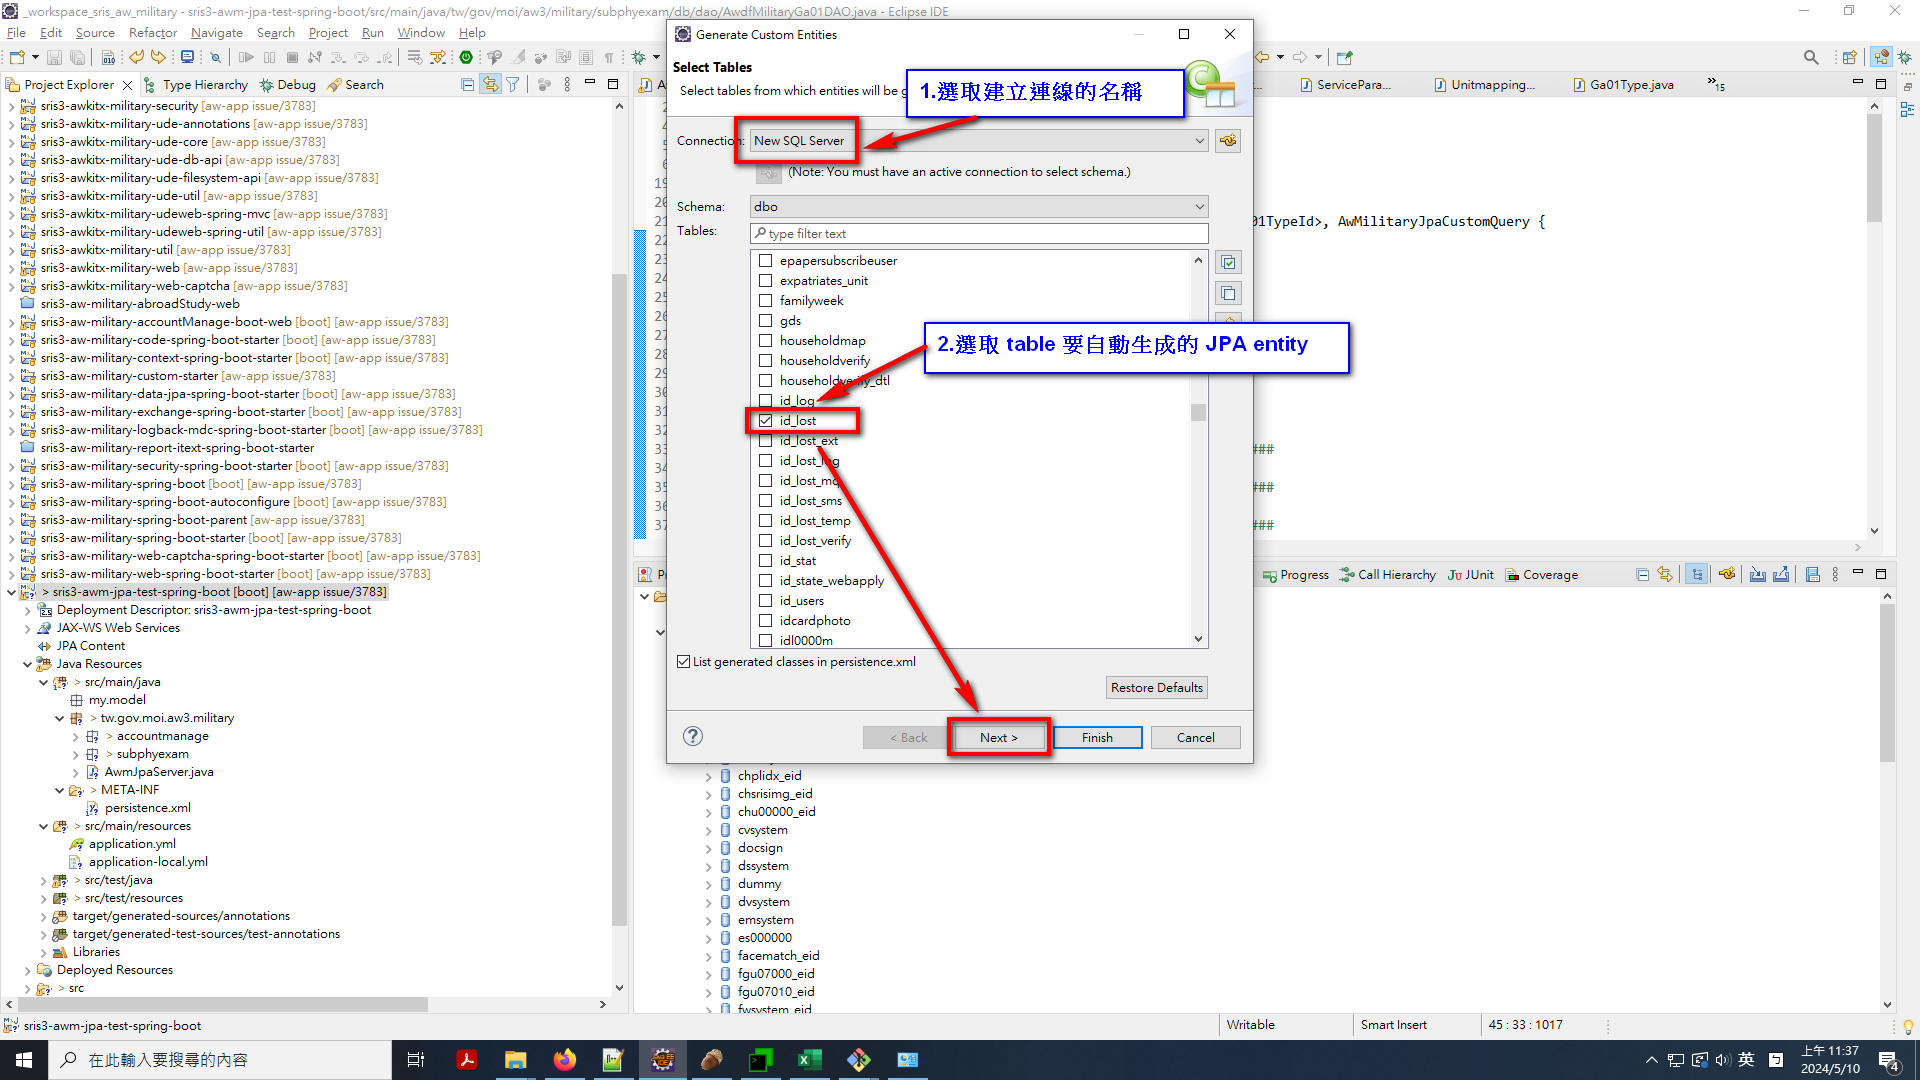 _workspace_sris_aw_military - sris3-awm-jpa-test-spring-boot/src/main/java/tw/gov/moi/aw3/military/subphyexam/db/dao/AwdfMilitaryGa01DAO.java - Eclipse IDE
File Edit Source Refactor Navigate Search Project Run Window Help
Project Explorer Type Hierarchy Debug Search
sris3-awkitx-military-security [aw-app issue/3783]
sris3-awkitx-military-ude-annotations [aw-app issue/3783]
sris3-awkitx-military-ude-core [aw-app issue/3783]
sris3-awkitx-military-ude-db-api [aw-app issue/3783]
sris3-awkitx-military-ude-filesystem-api [aw-app issue/3783]
sris3-awkitx-military-ude-util [aw-app issue/3783]
sris3-awkitx-military-udeweb-spring-mvc [aw-app issue/3783]
sris3-awkitx-military-udeweb-spring-util [aw-app issue/3783]
sris3-awkitx-military-util [aw-app issue/3783]
sris3-awkitx-military-web [aw-app issue/3783]
sris3-awkitx-military-web-captcha [aw-app issue/3783]
sris3-aw-military-abroadStudy-web
sris3-aw-military-accountManage-boot-web [boot] [aw-app issue/3783]
sris3-aw-military-code-spring-boot-starter [boot] [aw-app issue/3783]
sris3-aw-military-context-spring-boot-starter [boot] [aw-app issue/3783]
sris3-aw-military-custom-starter [aw-app issue/3783]
sris3-aw-military-data-jpa-spring-boot-starter [boot] [aw-app issue/3783]
sris3-aw-military-exchange-spring-boot-starter [boot] [aw-app issue/3783]
sris3-aw-military-logback-mdc-spring-boot-starter [boot] [aw-app issue/3783]
sris3-aw-military-report-itext-spring-boot-starter
sris3-aw-military-security-spring-boot-starter [boot] [aw-app issue/3783]
sris3-aw-military-spring-boot [boot] [aw-app issue/3783]
sris3-aw-military-spring-boot-autoconfigure [boot] [aw-app issue/3783]
sris3-aw-military-spring-boot-parent [aw-app issue/3783]
sris3-aw-military-spring-boot-starter [boot] [aw-app issue/3783]
sris3-aw-military-web-captcha-spring-boot-starter [boot] [aw-app issue/3783]
sris3-aw-military-web-spring-boot-starter [boot] [aw-app issue/3783]
> sris3-awm-jpa-test-spring-boot [boot] [aw-app issue/3783]
Deployment Descriptor: sris3-awm-jpa-test-spring-boot
JAX-WS Web Services
JPA Content
Java Resources
> src/main/java
my.model
> tw.gov.moi.aw3.military
> accountmanage
> subphyexam
AwmJpaServer.java
> META-INF
persistence.xml
> src/main/resources
application.yml
application-local.yml
> src/test/java
> src/test/resources
target/generated-sources/annotations
target/generated-test-sources/test-annotations
Libraries
Deployed Resources
> src
Generate Custom Entities
Select Tables
Select tables from which entities will be g
1.選取建立連線的名稱
Connection: New SQL Server
(Note: You must have an active connection to select schema.)
Schema: dbo
Tables: type filter text
epapersubscribeuser
expatriates_unit
familyweek
gds
householdmap
householdverify
householdverify_dtl
id_log
id_lost
id_lost_ext
id_lost_log
id_lost_mq
id_lost_sms
id_lost_temp
id_lost_verify
id_stat
id_state_webapply
id_users
idcardphoto
idl0000m
2.選取 table 要自動生成的 JPA entity
List generated classes in persistence.xml
Restore Defaults
< Back Next > Finish Cancel
ServicePara... Unitmapping... Ga01Type.java 15
19
20
21
22
23
24
25
26
27
28
29
30
31
32
33
34
35
36
37
01TypeId>, AwMilitaryJpaCustomQuery {
###
###
###
Progress Call Hierarchy JUnit Coverage
chplidx_eid
chsrisimg_eid
chu00000_eid
cvsystem
docsign
dssystem
dummy
dvsystem
emsystem
es000000
facematch_eid
fgu07000_eid
fgu07010_eid
fwsystem_eid
sris3-awm-jpa-test-spring-boot
Writable Smart Insert 45 : 33 : 1017
在此輸入要搜尋的內容
英
上午 11:37
2024/5/10
4